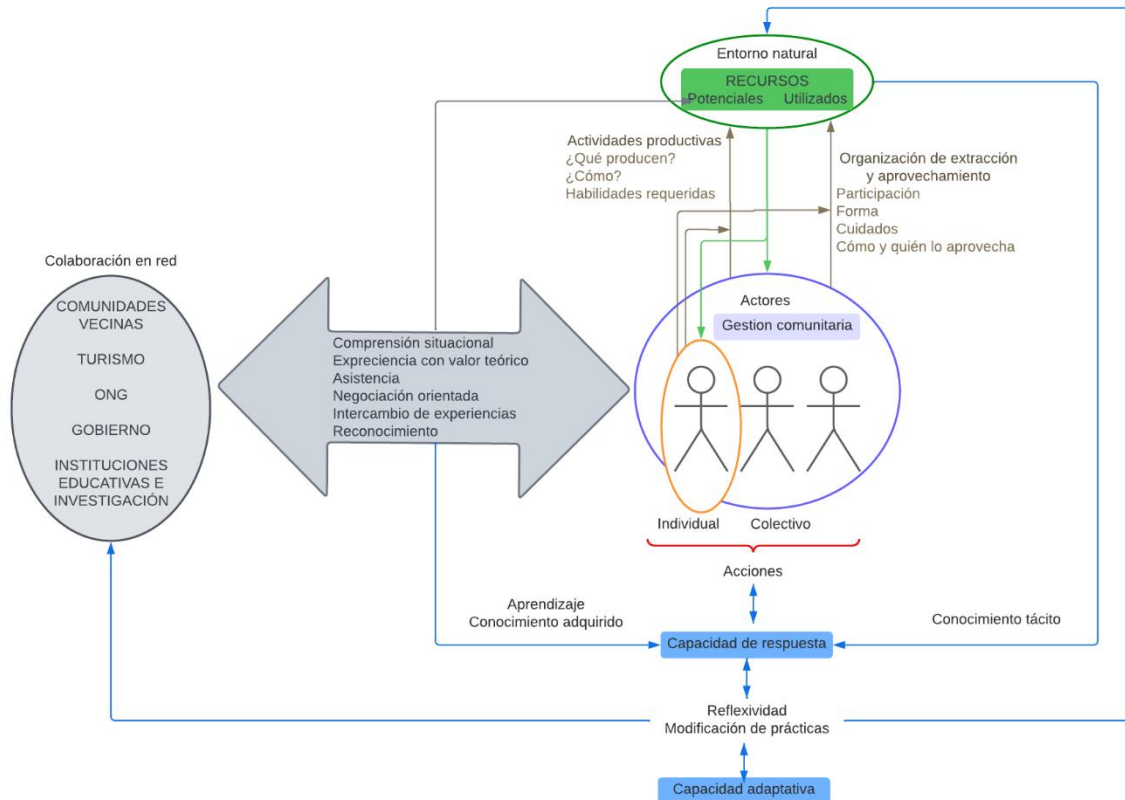 Entorno natural
RECURSOS
Potenciales Utilizados
Actividades productivas
¿Qué producen?
¿Cómo?
Habilidades requeridas
Organización de extracción
y aprovechamiento
Participación
Forma
Cuidados
Cómo y quién lo aprovecha
Colaboración en red
COMUNIDADES
VECINAS
TURISMO
ONG
GOBIERNO
INSTITUCIONES
EDUCATIVAS E
INVESTIGACIÓN
Comprensión situacional
Expreciencia con valor teórico
Asistencia
Negociación orientada
Intercambio de experiencias
Reconocimiento
Actores
Gestion comunitaria
Individual Colectivo
Acciones
Aprendizaje
Conocimiento adquirido
Conocimiento tácito
Capacidad de respuesta
Reflexividad
Modificación de prácticas
Capacidad adaptativa